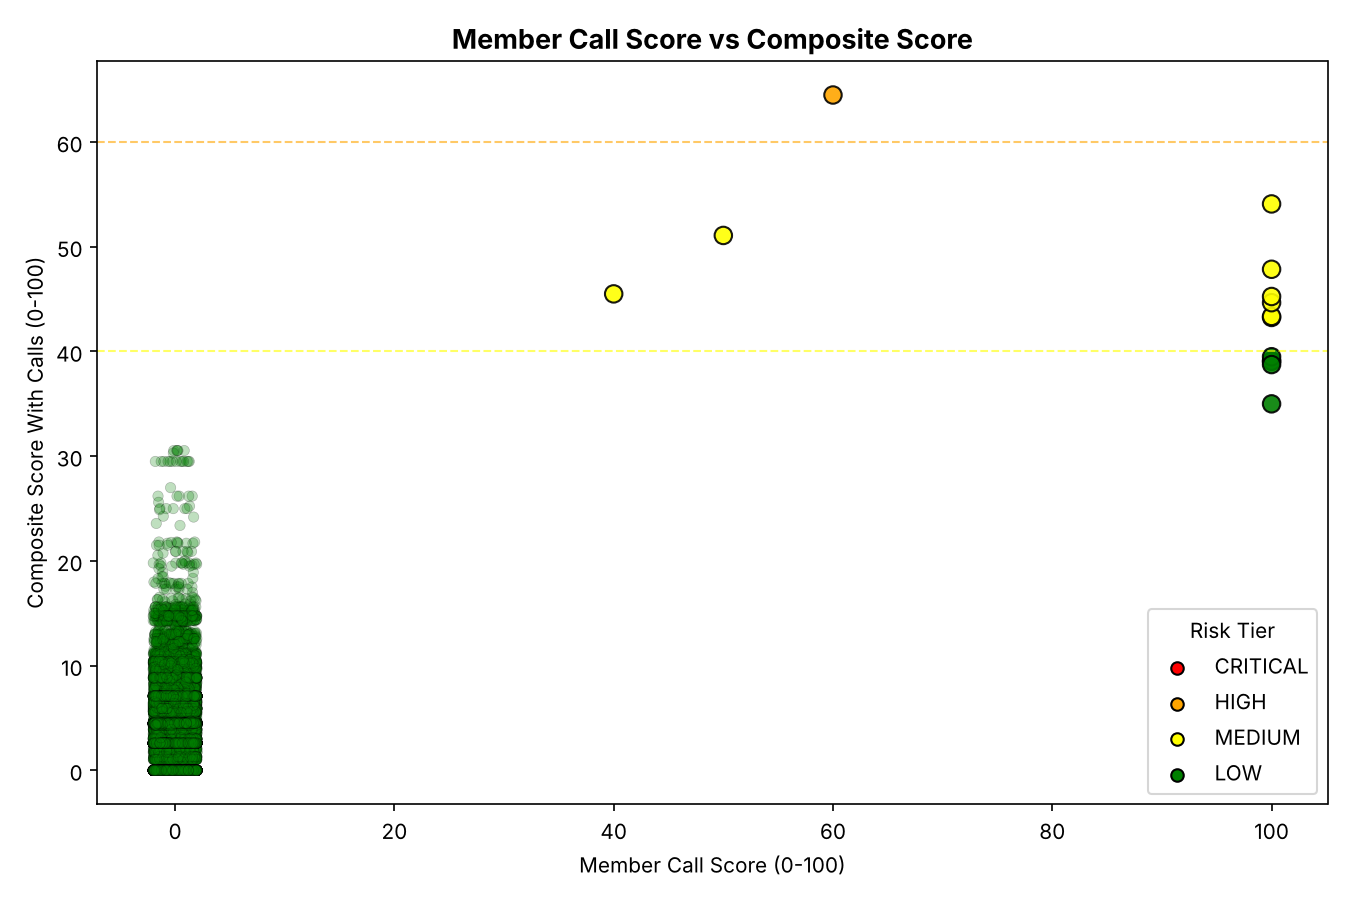 Member Call Score vs Composite Score
Composite Score With Calls (0-100)
60
50
40
30
20
10
0
Risk Tier
CRITICAL
HIGH
MEDIUM
LOW
0 20 40 60 80 100
Member Call Score (0-100)